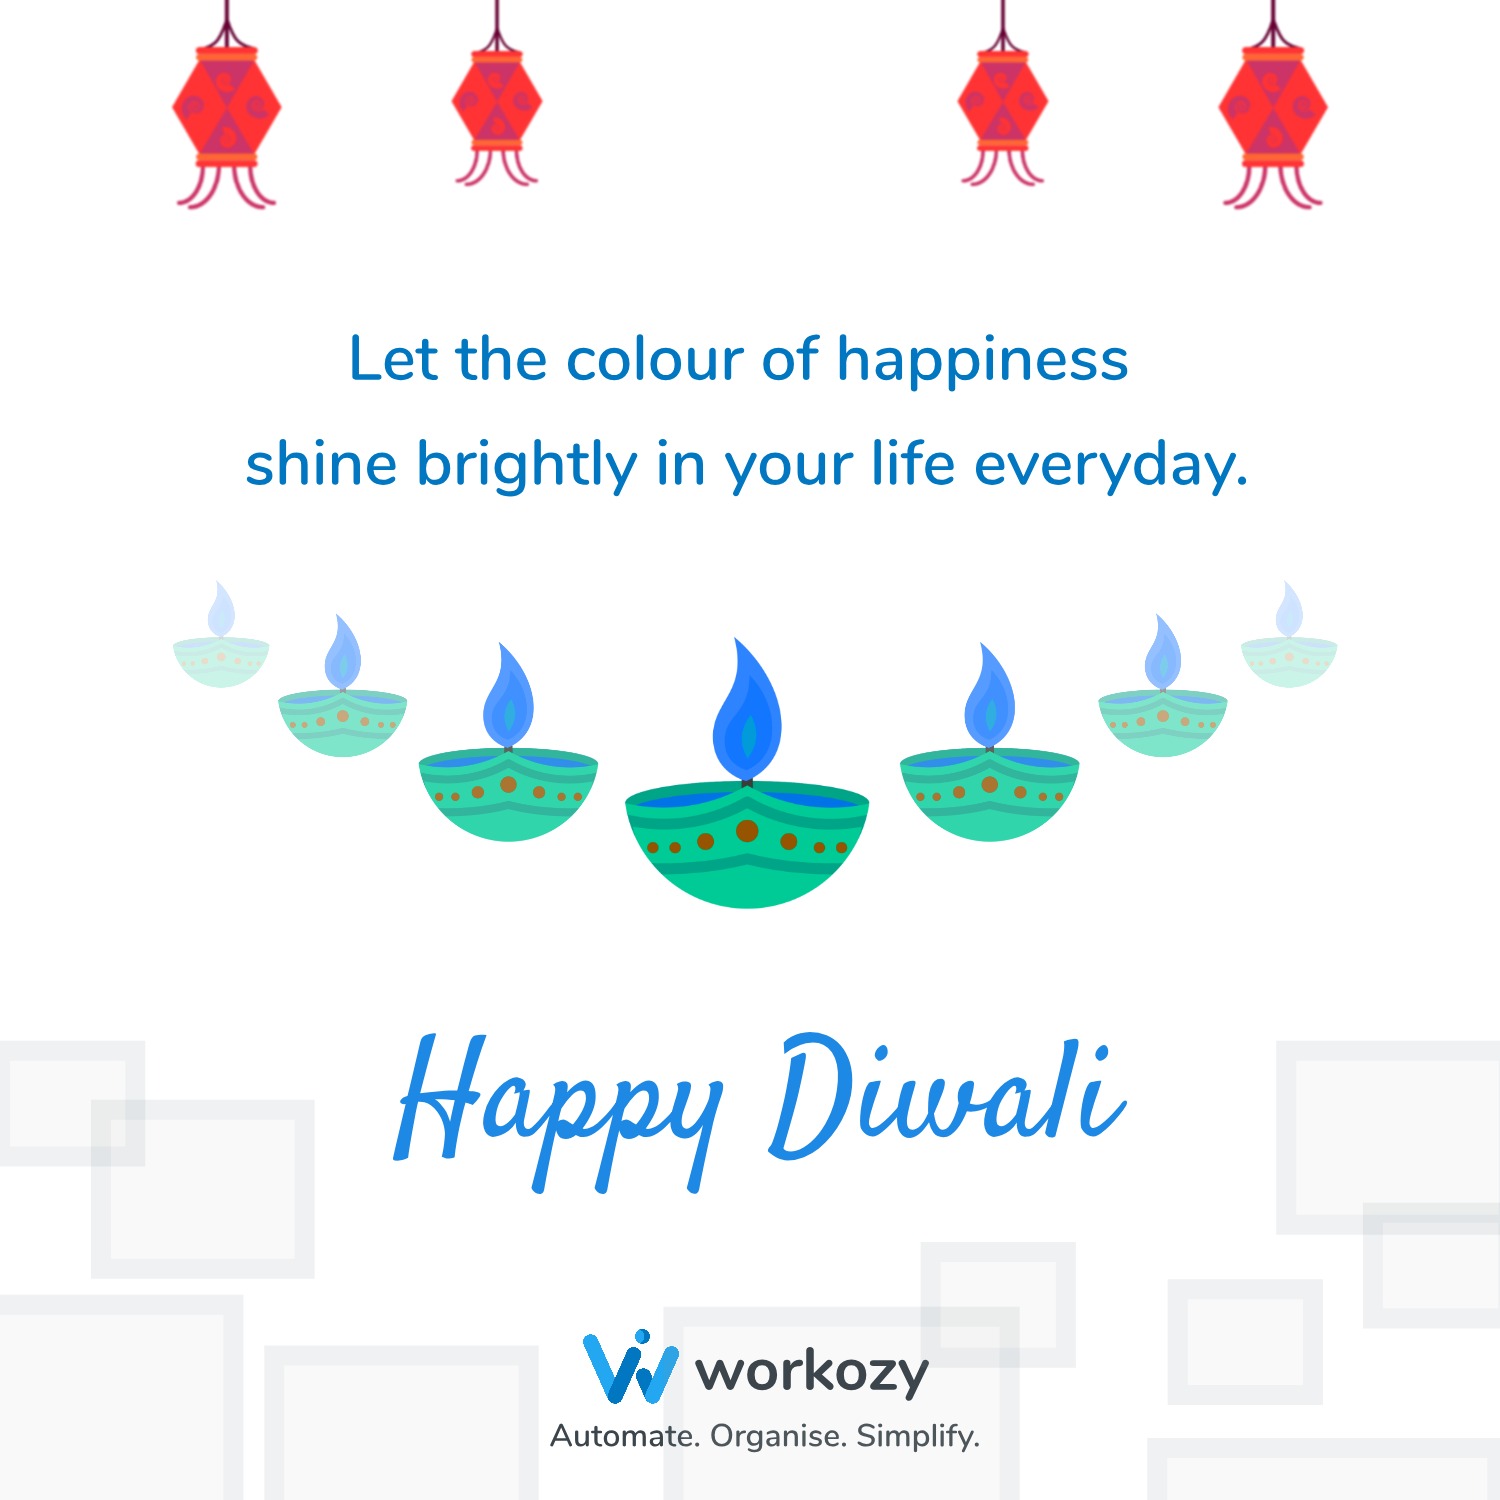 Let the colour of happiness
shine brightly in your life everyday.
Happy Diwali
workozy
Automate. Organise. Simplify.